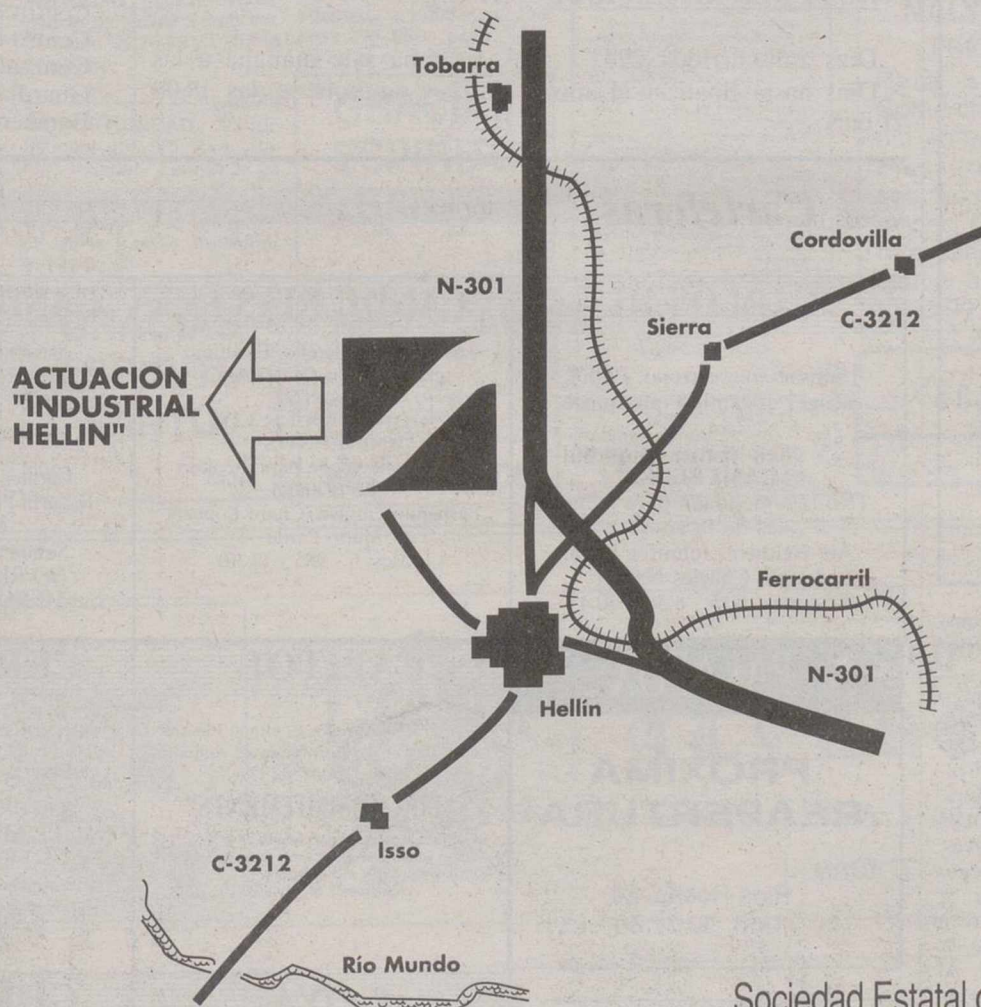 Tobarra
Cordovilla
N-301
Sierra
C-3212
ACTUACION
"INDUSTRIAL
HELLIN"
Ferrocarril
N-301
Hellín
Isso
C-3212
Río Mundo
Sociedad Estatal